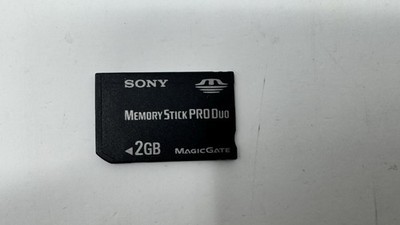 SONY
MEMORY STICK PRO DUO
◄2GB MAGICGATE